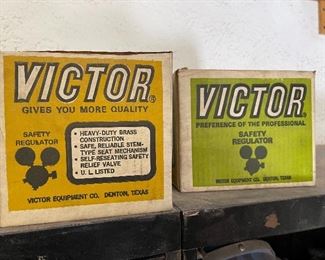 VICTOR®
GIVES YOU MORE QUALITY
SAFETY
REGULATOR
• HEAVY-DUTY BRASS
CONSTRUCTION
• SAFE, RELIABLE STEM-
TYPE SEAT MECHANISM
• SELF-RESEATING SAFETY
RELIEF VALVE
• U. L. LISTED
VICTOR EQUIPMENT CO. DENTON, TEXAS
VICTOR®
PREFERENCE OF THE PROFESSIONAL
SAFETY
REGULATOR
VICTOR EQUIPMENT CO. DENTON, TEXAS